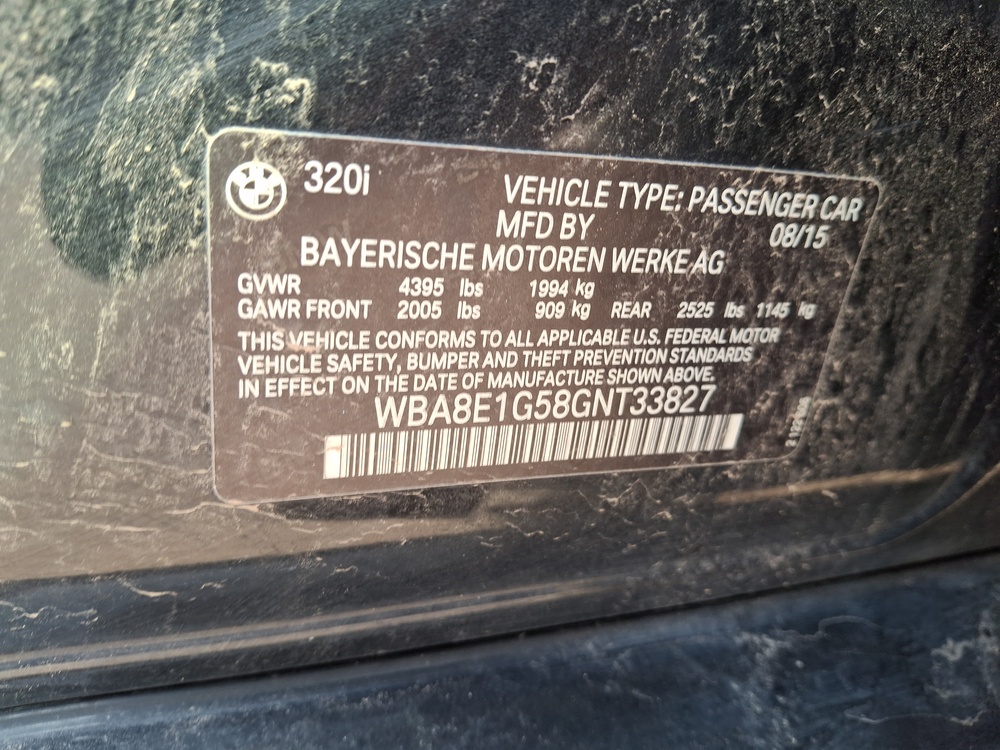 320i
VEHICLE TYPE: PASSENGER CAR
MFD BY 08/15
BAYERISCHE MOTOREN WERKE AG
GVWR 4395 lbs 1994 kg
GAWR FRONT 2005 lbs 909 kg REAR 2525 lbs 1145 kg
THIS VEHICLE CONFORMS TO ALL APPLICABLE U.S. FEDERAL MOTOR
VEHICLE SAFETY, BUMPER AND THEFT PREVENTION STANDARDS
IN EFFECT ON THE DATE OF MANUFACTURE SHOWN ABOVE.
WBA8E1G58GNT33827